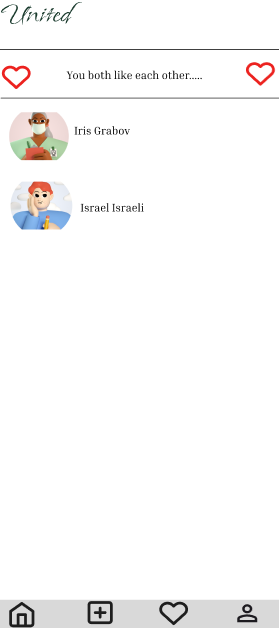 United
You both like each other.....
Iris Grabov
Israel Israeli